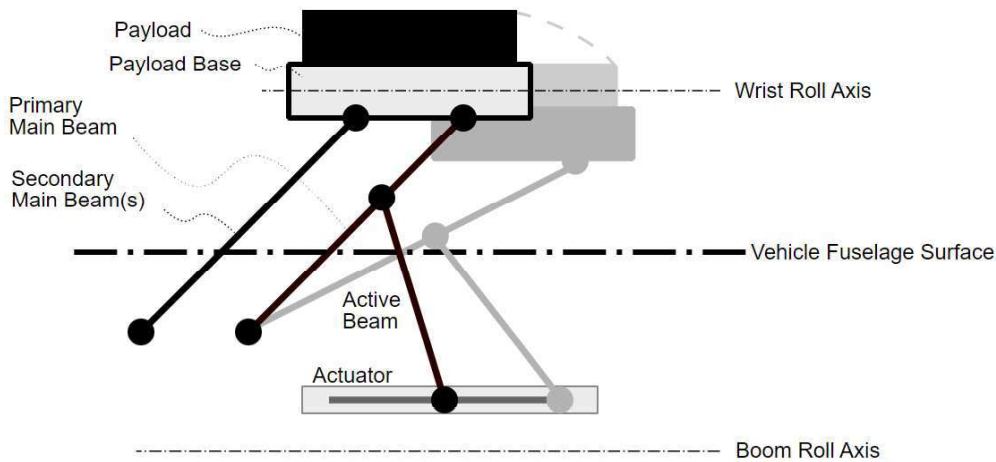 Payload
Payload Base
Wrist Roll Axis
Primary
Main Beam
Secondary
Main Beam(s)
Vehicle Fuselage Surface
Active
Beam
Actuator
Boom Roll Axis